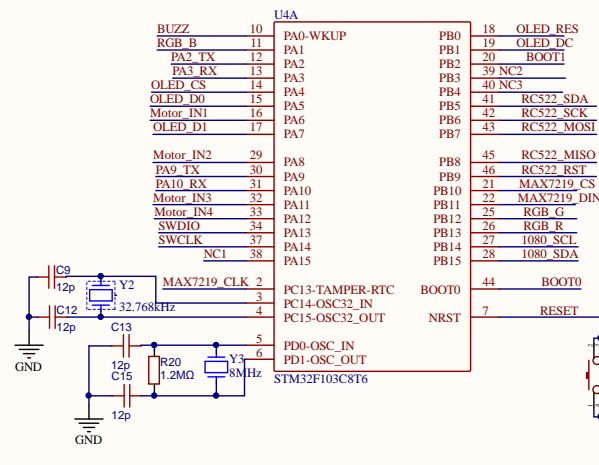 U4A
BUZZ 10 PA0-WKUP PB0 18 OLED_RES
RGB_B 11 PA1 PB1 19 OLED_DC
PA2_TX 12 PA2 PB2 20 BOOT1
PA3_RX 13 PA3 PB3 39 NC2
OLED_CS 14 PA4 PB4 40 NC3
OLED_D0 15 PA5 PB5 41 RC522_SDA
Motor_IN1 16 PA6 PB6 42 RC522_SCK
OLED_D1 17 PA7 PB7 43 RC522_MOSI
Motor_IN2 29 PA8 PB8 45 RC522_MISO
PA9_TX 30 PA9 PB9 46 RC522_RST
PA10_RX 31 PA10 PB10 21 MAX7219_CS
Motor_IN3 32 PA11 PB11 22 MAX7219_DIN
Motor_IN4 33 PA12 PB12 25 RGB_G
SWDIO 34 PA13 PB13 26 RGB_R
SWCLK 37 PA14 PB14 27 1080_SCL
NC1 38 PA15 PB15 28 1080_SDA
MAX7219_CLK 2 PC13-TAMPER-RTC BOOT0 44 BOOT0
3 PC14-OSC32_IN
4 PC15-OSC32_OUT NRST 7 RESET
C9
12p
Y2
32.768kHz
C12
12p
GND
5 PD0-OSC_IN
6 PD1-OSC_OUT
C13
12p
R20
1.2MΩ
Y3
8MHz
C15
12p
GND
STM32F103C8T6